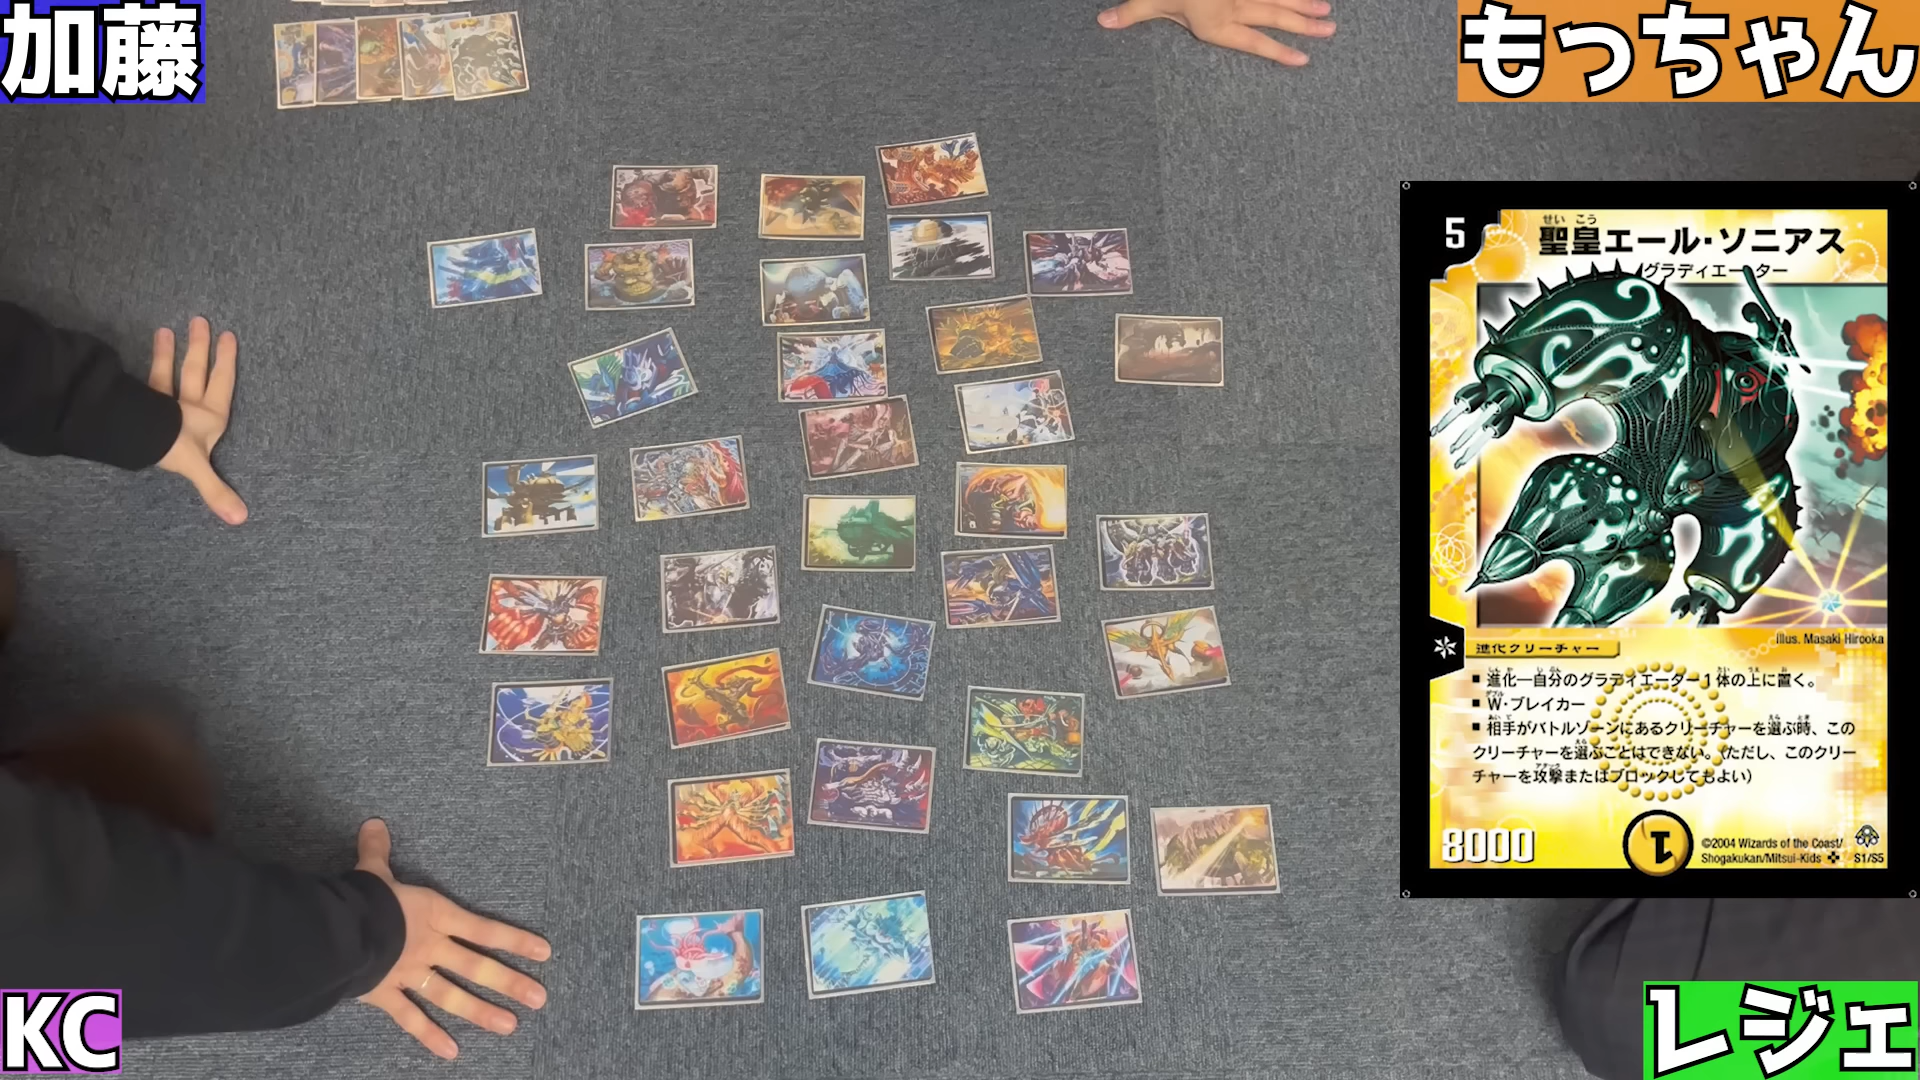 加藤
もっちゃん
5
せい こう
聖皇エール・ソニアス
グラディエーター
illus. Masaki Hirooka
進化クリーチャー
■ 進化―自分のグラディエーター1体の上に置く。
■ W・ブレイカー
■ 相手がバトルゾーンにあるクリーチャーを選ぶ時、この
クリーチャーを選ぶことはできない。(ただし、このクリー
チャーを攻撃またはブロックしてもよい)
8000
1
©2004 Wizards of the Coast/
Shogakukan/Mitsui-Kids
S1/S5
KC
レジェ